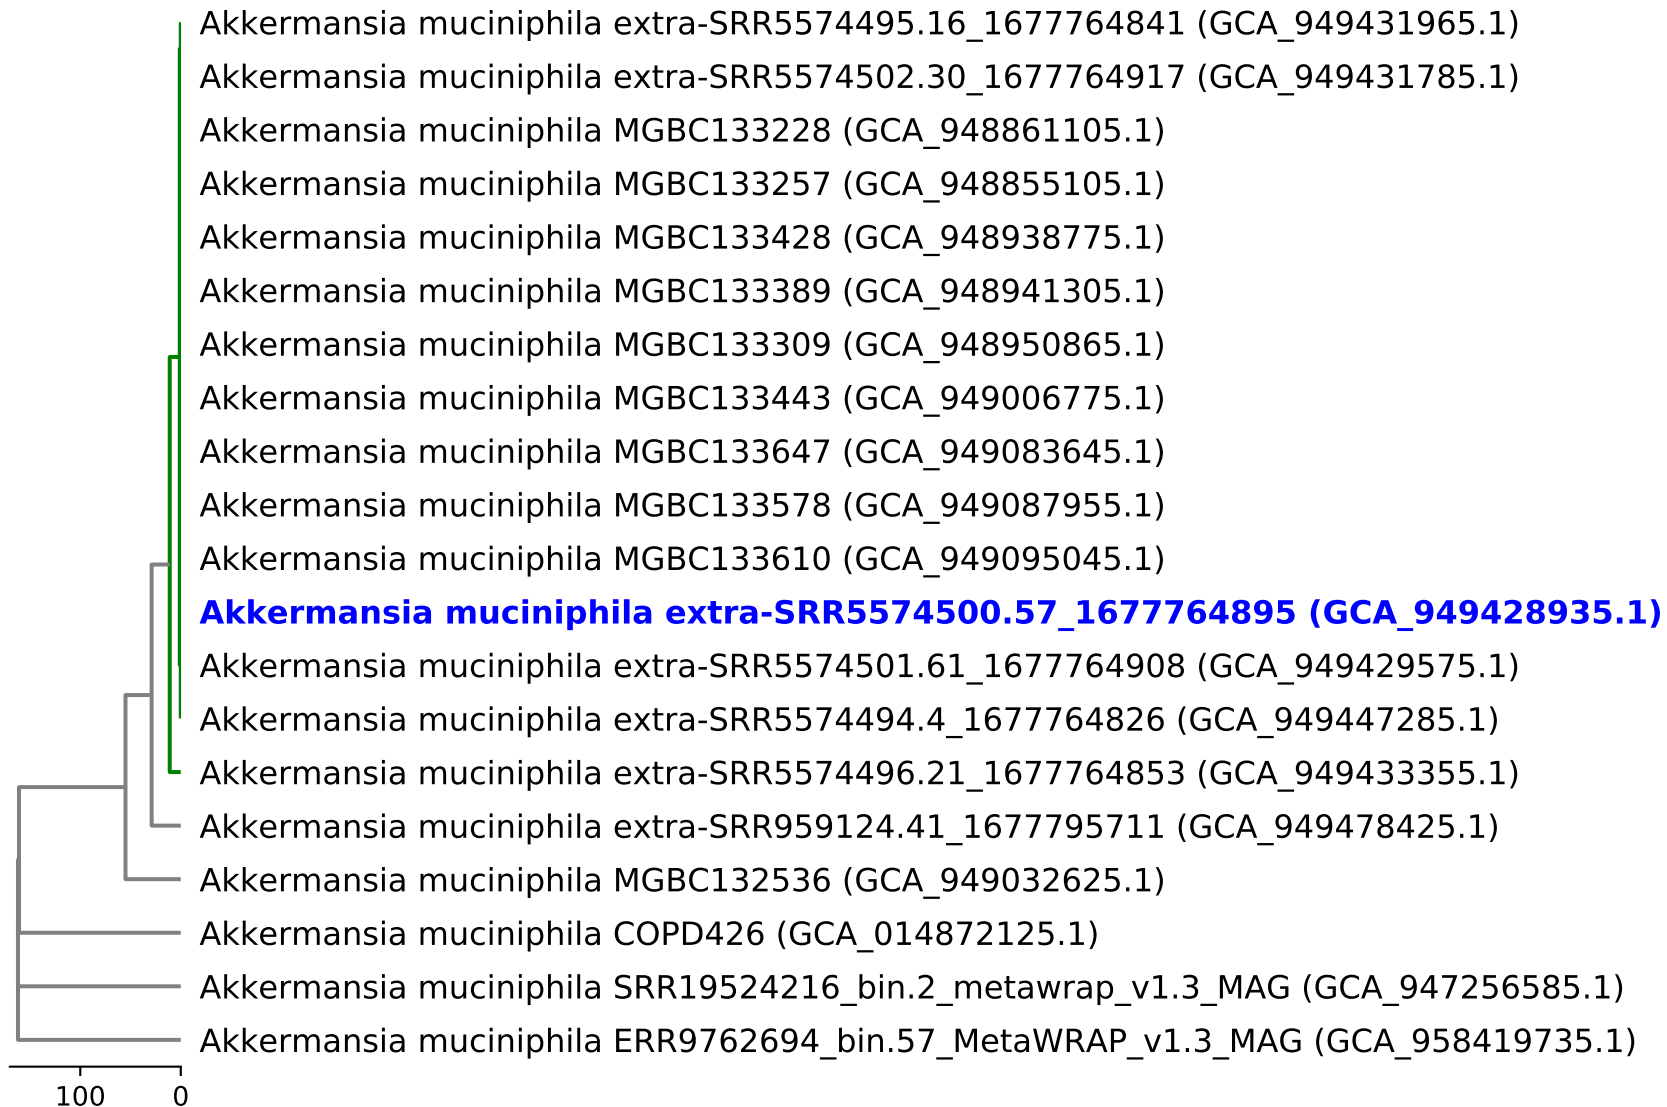 Akkermansia muciniphila extra-SRR5574495.16_1677764841 (GCA_949431965.1)
Akkermansia muciniphila extra-SRR5574502.30_1677764917 (GCA_949431785.1)
Akkermansia muciniphila MGBC133228 (GCA_948861105.1)
Akkermansia muciniphila MGBC133257 (GCA_948855105.1)
Akkermansia muciniphila MGBC133428 (GCA_948938775.1)
Akkermansia muciniphila MGBC133389 (GCA_948941305.1)
Akkermansia muciniphila MGBC133309 (GCA_948950865.1)
Akkermansia muciniphila MGBC133443 (GCA_949006775.1)
Akkermansia muciniphila MGBC133647 (GCA_949083645.1)
Akkermansia muciniphila MGBC133578 (GCA_949087955.1)
Akkermansia muciniphila MGBC133610 (GCA_949095045.1)
Akkermansia muciniphila extra-SRR5574500.57_1677764895 (GCA_949428935.1)
Akkermansia muciniphila extra-SRR5574501.61_1677764908 (GCA_949429575.1)
Akkermansia muciniphila extra-SRR5574494.4_1677764826 (GCA_949447285.1)
Akkermansia muciniphila extra-SRR5574496.21_1677764853 (GCA_949433355.1)
Akkermansia muciniphila extra-SRR959124.41_1677795711 (GCA_949478425.1)
Akkermansia muciniphila MGBC132536 (GCA_949032625.1)
Akkermansia muciniphila COPD426 (GCA_014872125.1)
Akkermansia muciniphila SRR19524216_bin.2_metawrap_v1.3_MAG (GCA_947256585.1)
Akkermansia muciniphila ERR9762694_bin.57_MetaWRAP_v1.3_MAG (GCA_958419735.1)
100 0